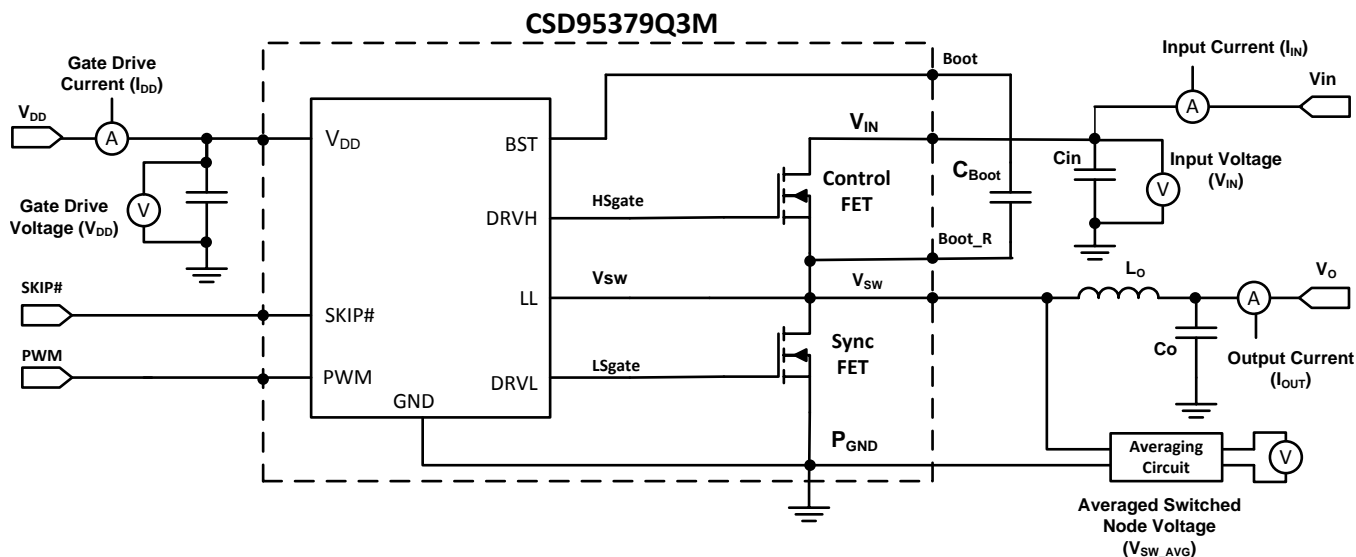 CSD95379Q3M
Gate Drive
Current (IDD)
VDD
A
V
Gate Drive
Voltage (VDD)
SKIP#
PWM
VDD
BST
DRVH
LL
SKIP#
DRVL
PWM
GND
HSgate
Vsw
LSgate
Boot
VIN
Control
FET
CBoot
Boot_R
VSW
Sync
FET
PGND
Input Current (IIN)
Vin
A
Cin
V
Input Voltage
(VIN)
LO
VO
A
Co
Output Current
(IOUT)
Averaging
Circuit
V
Averaged Switched
Node Voltage
(VSW_AVG)